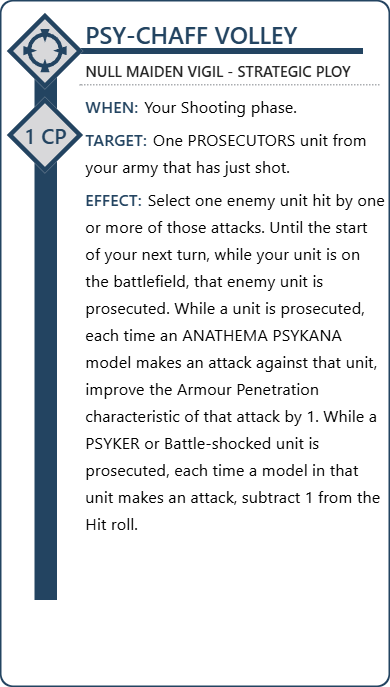 PSY-CHAFF VOLLEY
NULL MAIDEN VIGIL - STRATEGIC PLOY
1 CP
WHEN: Your Shooting phase.
TARGET: One PROSECUTORS unit from
your army that has just shot.
EFFECT: Select one enemy unit hit by one
or more of those attacks. Until the start
of your next turn, while your unit is on
the battlefield, that enemy unit is
prosecuted. While a unit is prosecuted,
each time an ANATHEMA PSYKANA
model makes an attack against that unit,
improve the Armour Penetration
characteristic of that attack by 1. While a
PSYKER or Battle-shocked unit is
prosecuted, each time a model in that
unit makes an attack, subtract 1 from the
Hit roll.